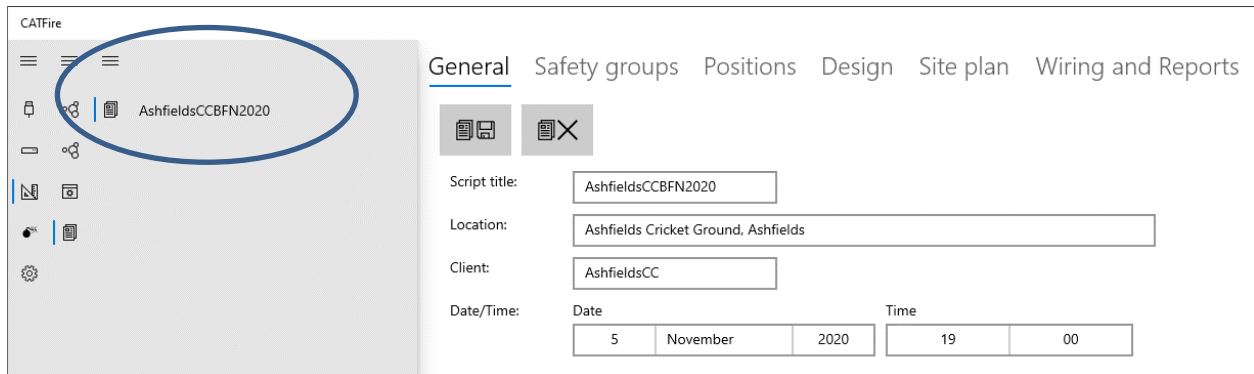 CATFire
AshfieldsCCBFN2020
General Safety groups Positions Design Site plan Wiring and Reports
Script title: AshfieldsCCBFN2020
Location: Ashfields Cricket Ground, Ashfields
Client: AshfieldsCC
Date/Time: Date Time
5 November 2020 19 00